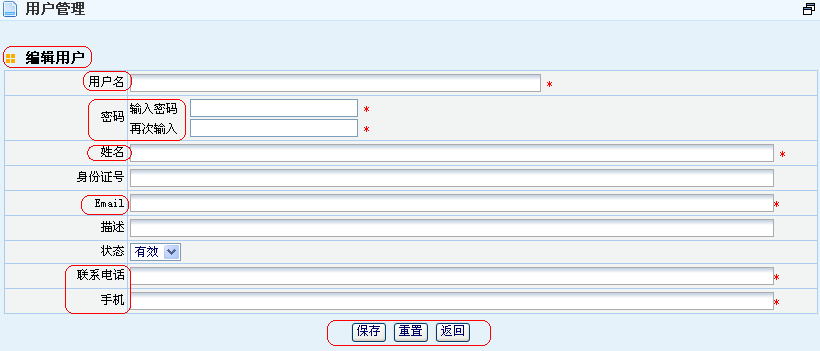 用户管理
编辑用户
用户名 *
密码 输入密码 *
再次输入 *
姓名 *
身份证号
Email *
描述
状态 有效
联系电话 *
手机 *
保存 重置 返回